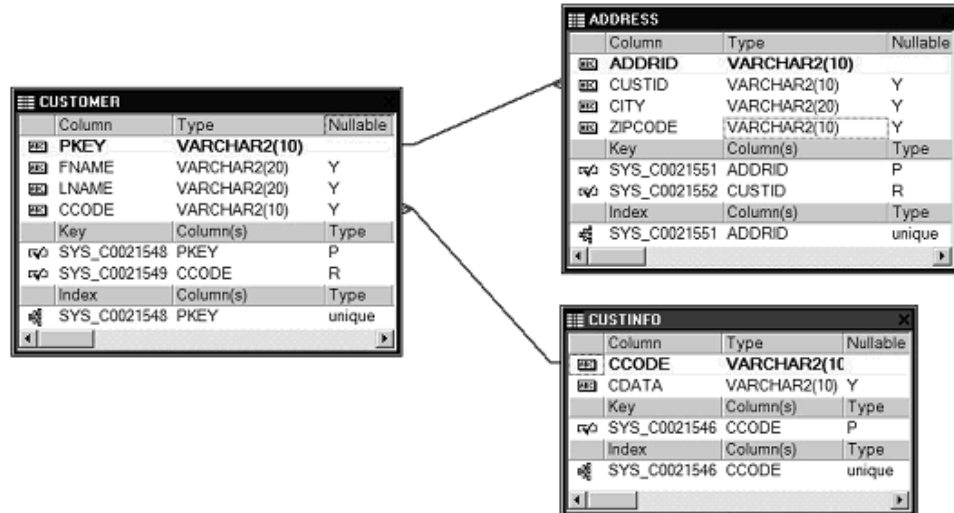 CUSTOMER
Column Type Nullable
PKEY VARCHAR2(10)
FNAME VARCHAR2(20) Y
LNAME VARCHAR2(20) Y
CCODE VARCHAR2(10) Y
Key Column(s) Type
SYS_C0021548 PKEY P
SYS_C0021549 CCODE R
Index Column(s) Type
SYS_C0021548 PKEY unique
ADDRESS
Column Type Nullable
ADDRID VARCHAR2(10)
CUSTID VARCHAR2(10) Y
CITY VARCHAR2(20) Y
ZIPCODE VARCHAR2(10) Y
Key Column(s) Type
SYS_C0021551 ADDRID P
SYS_C0021552 CUSTID R
Index Column(s) Type
SYS_C0021551 ADDRID unique
CUSTINFO
Column Type Nullable
CCODE VARCHAR2(10
CDATA VARCHAR2(10) Y
Key Column(s) Type
SYS_C0021546 CCODE P
Index Column(s) Type
SYS_C0021546 CCODE unique